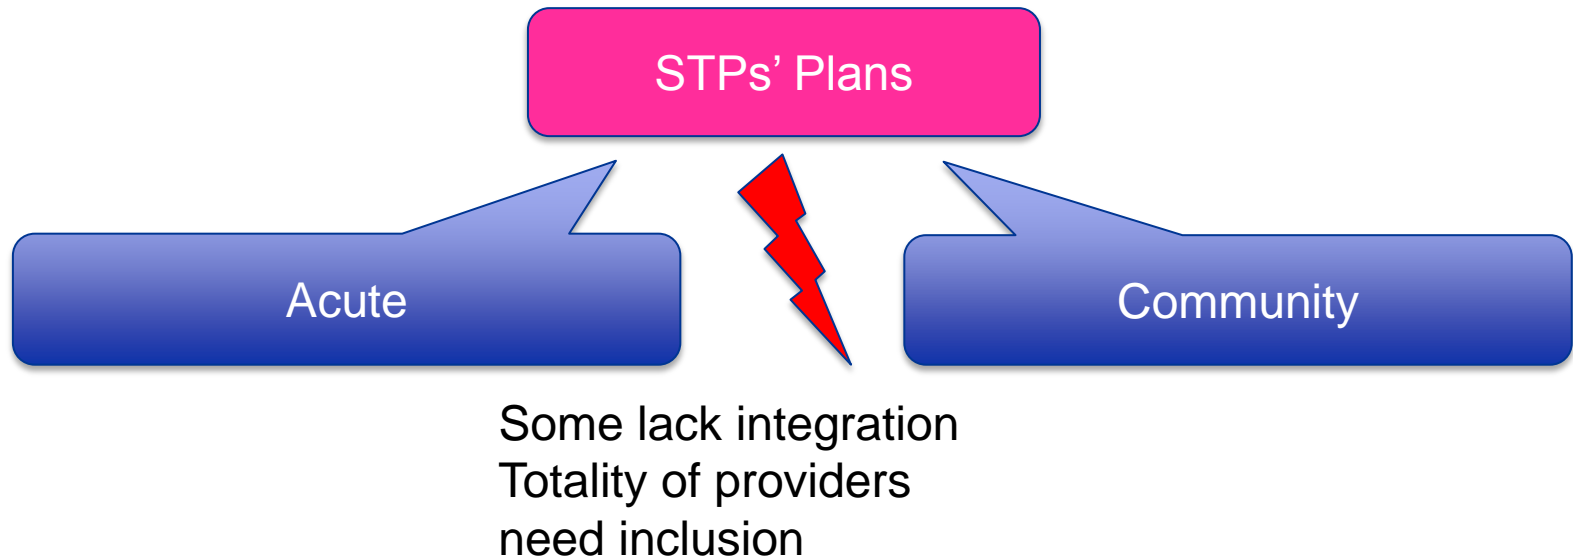 STPs’ Plans
Acute
Community
Some lack integration
Totality of providers
need inclusion